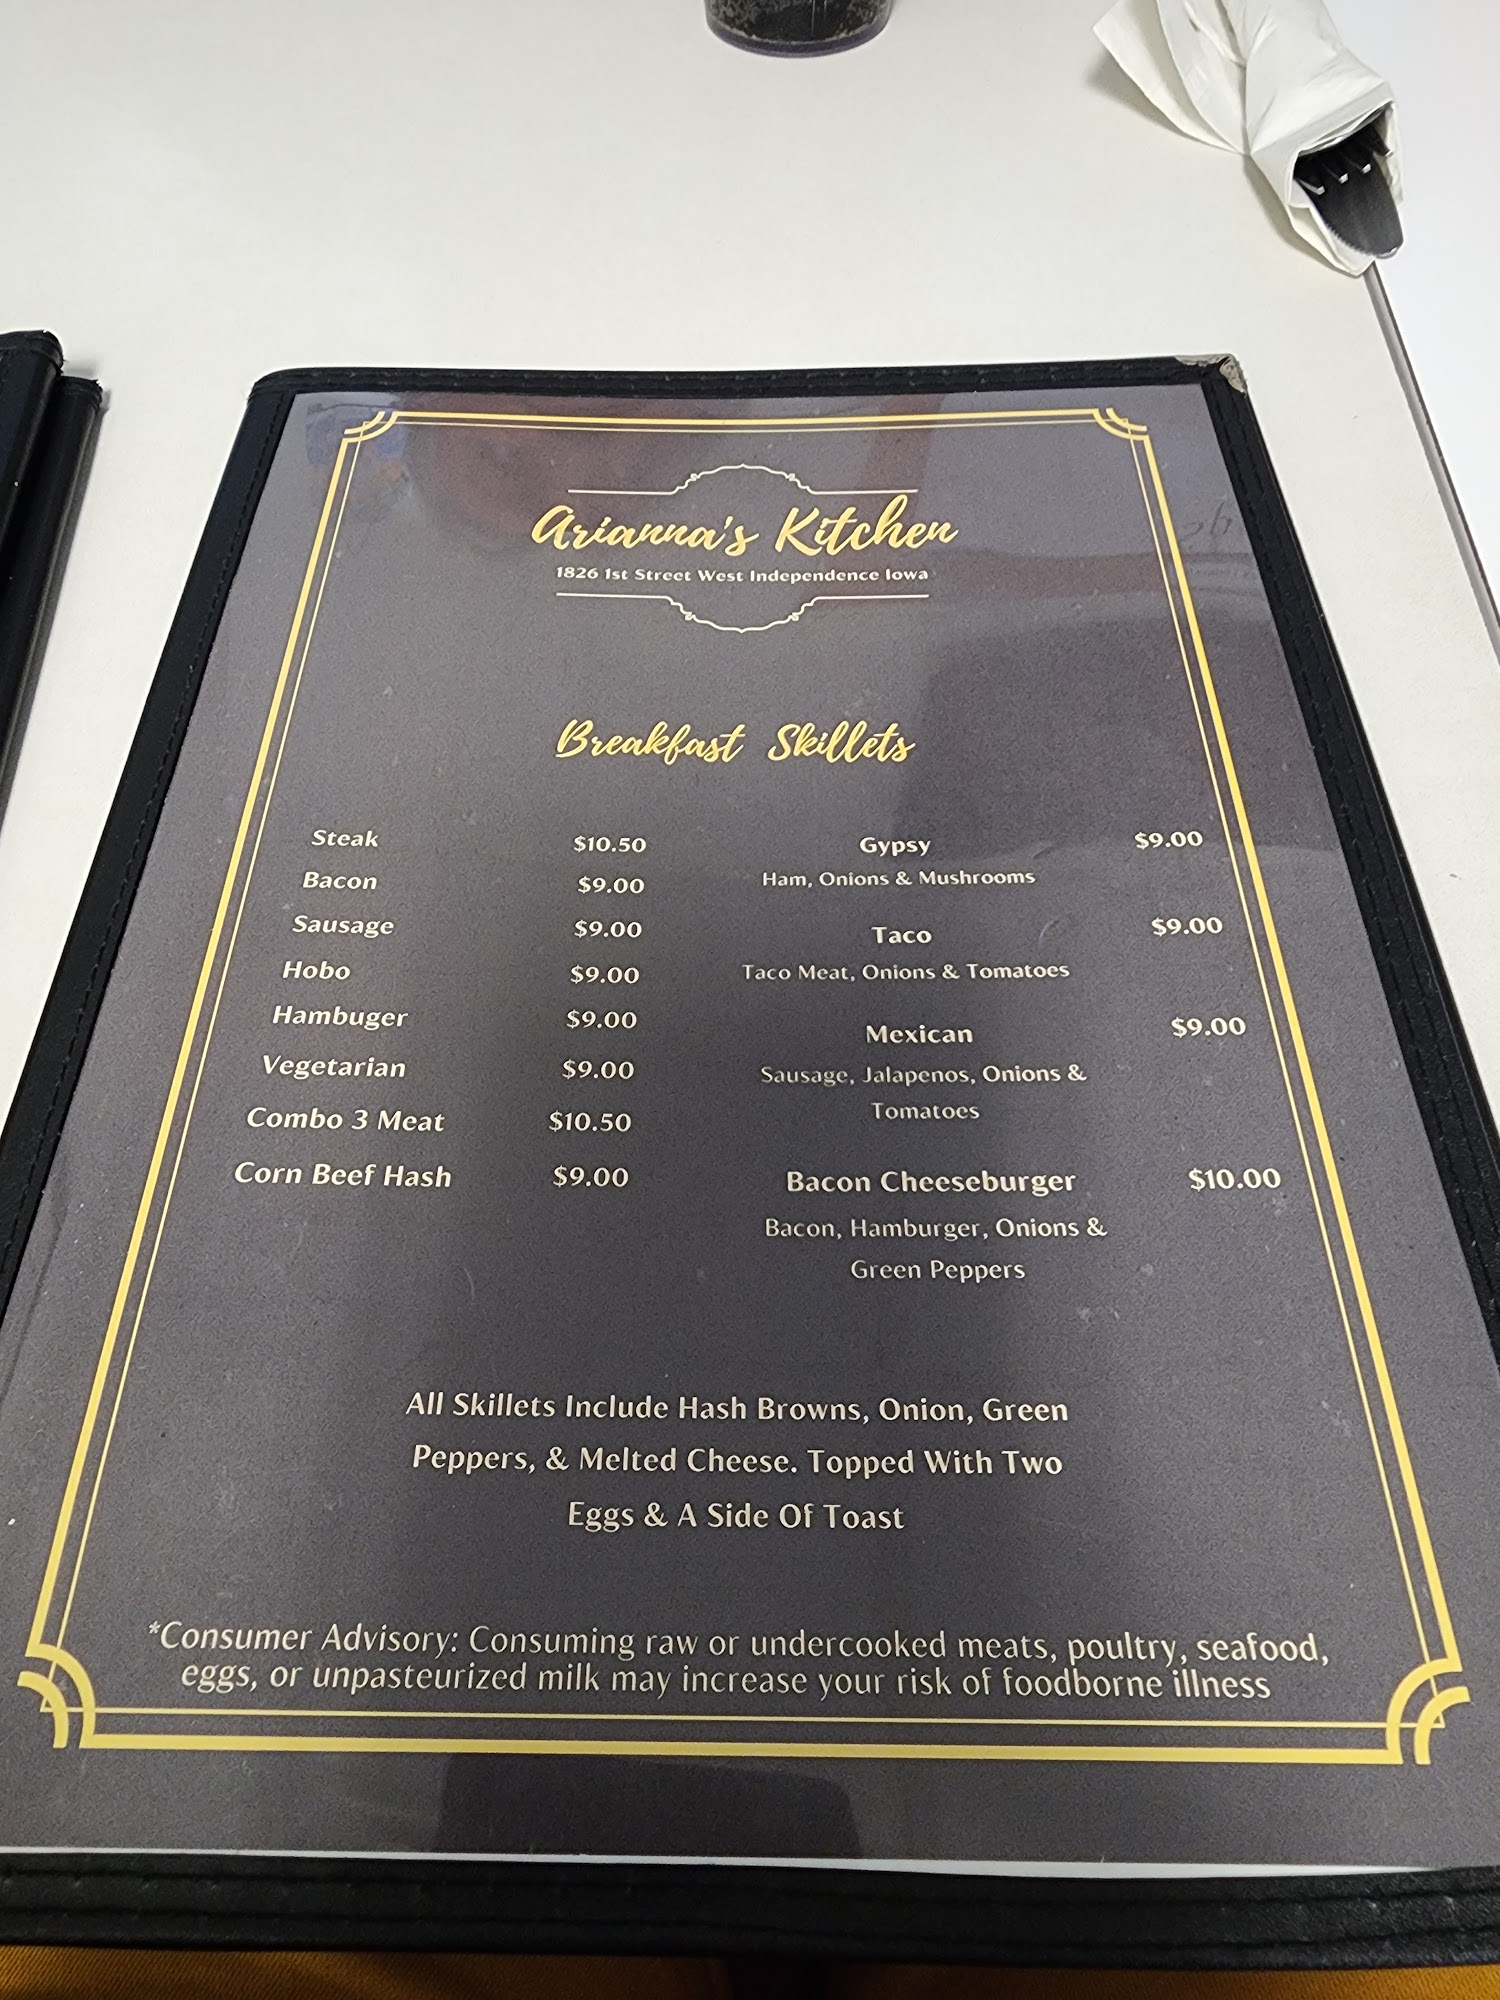 Arianna's Kitchen
1826 1st Street West Independence Iowa
Breakfast Skillets
Steak $10.50
Bacon $9.00
Sausage $9.00
Hobo $9.00
Hambuger $9.00
Vegetarian $9.00
Combo 3 Meat $10.50
Corn Beef Hash $9.00
Gypsy $9.00
Ham, Onions & Mushrooms
Taco $9.00
Taco Meat, Onions & Tomatoes
Mexican $9.00
Sausage, Jalapenos, Onions &
Tomatoes
Bacon Cheeseburger $10.00
Bacon, Hamburger, Onions &
Green Peppers
All Skillets Include Hash Browns, Onion, Green
Peppers, & Melted Cheese. Topped With Two
Eggs & A Side Of Toast
*Consumer Advisory: Consuming raw or undercooked meats, poultry, seafood,
eggs, or unpasteurized milk may increase your risk of foodborne illness